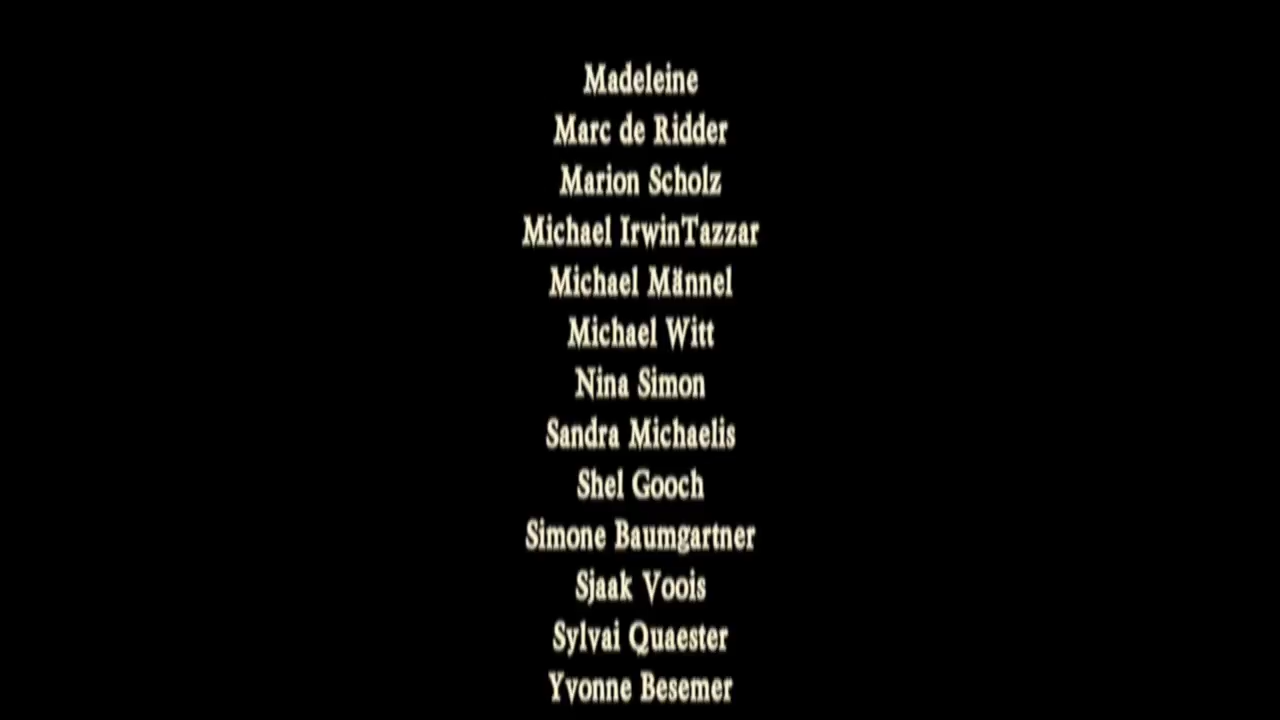 Madeleine
Marc de Ridder
Marion Scholz
Michael IrwinTazzar
Michael Männel
Michael Witt
Nina Simon
Sandra Michaelis
Shel Gooch
Simone Baumgartner
Sjaak Voois
Sylvai Quaester
Yvonne Besemer